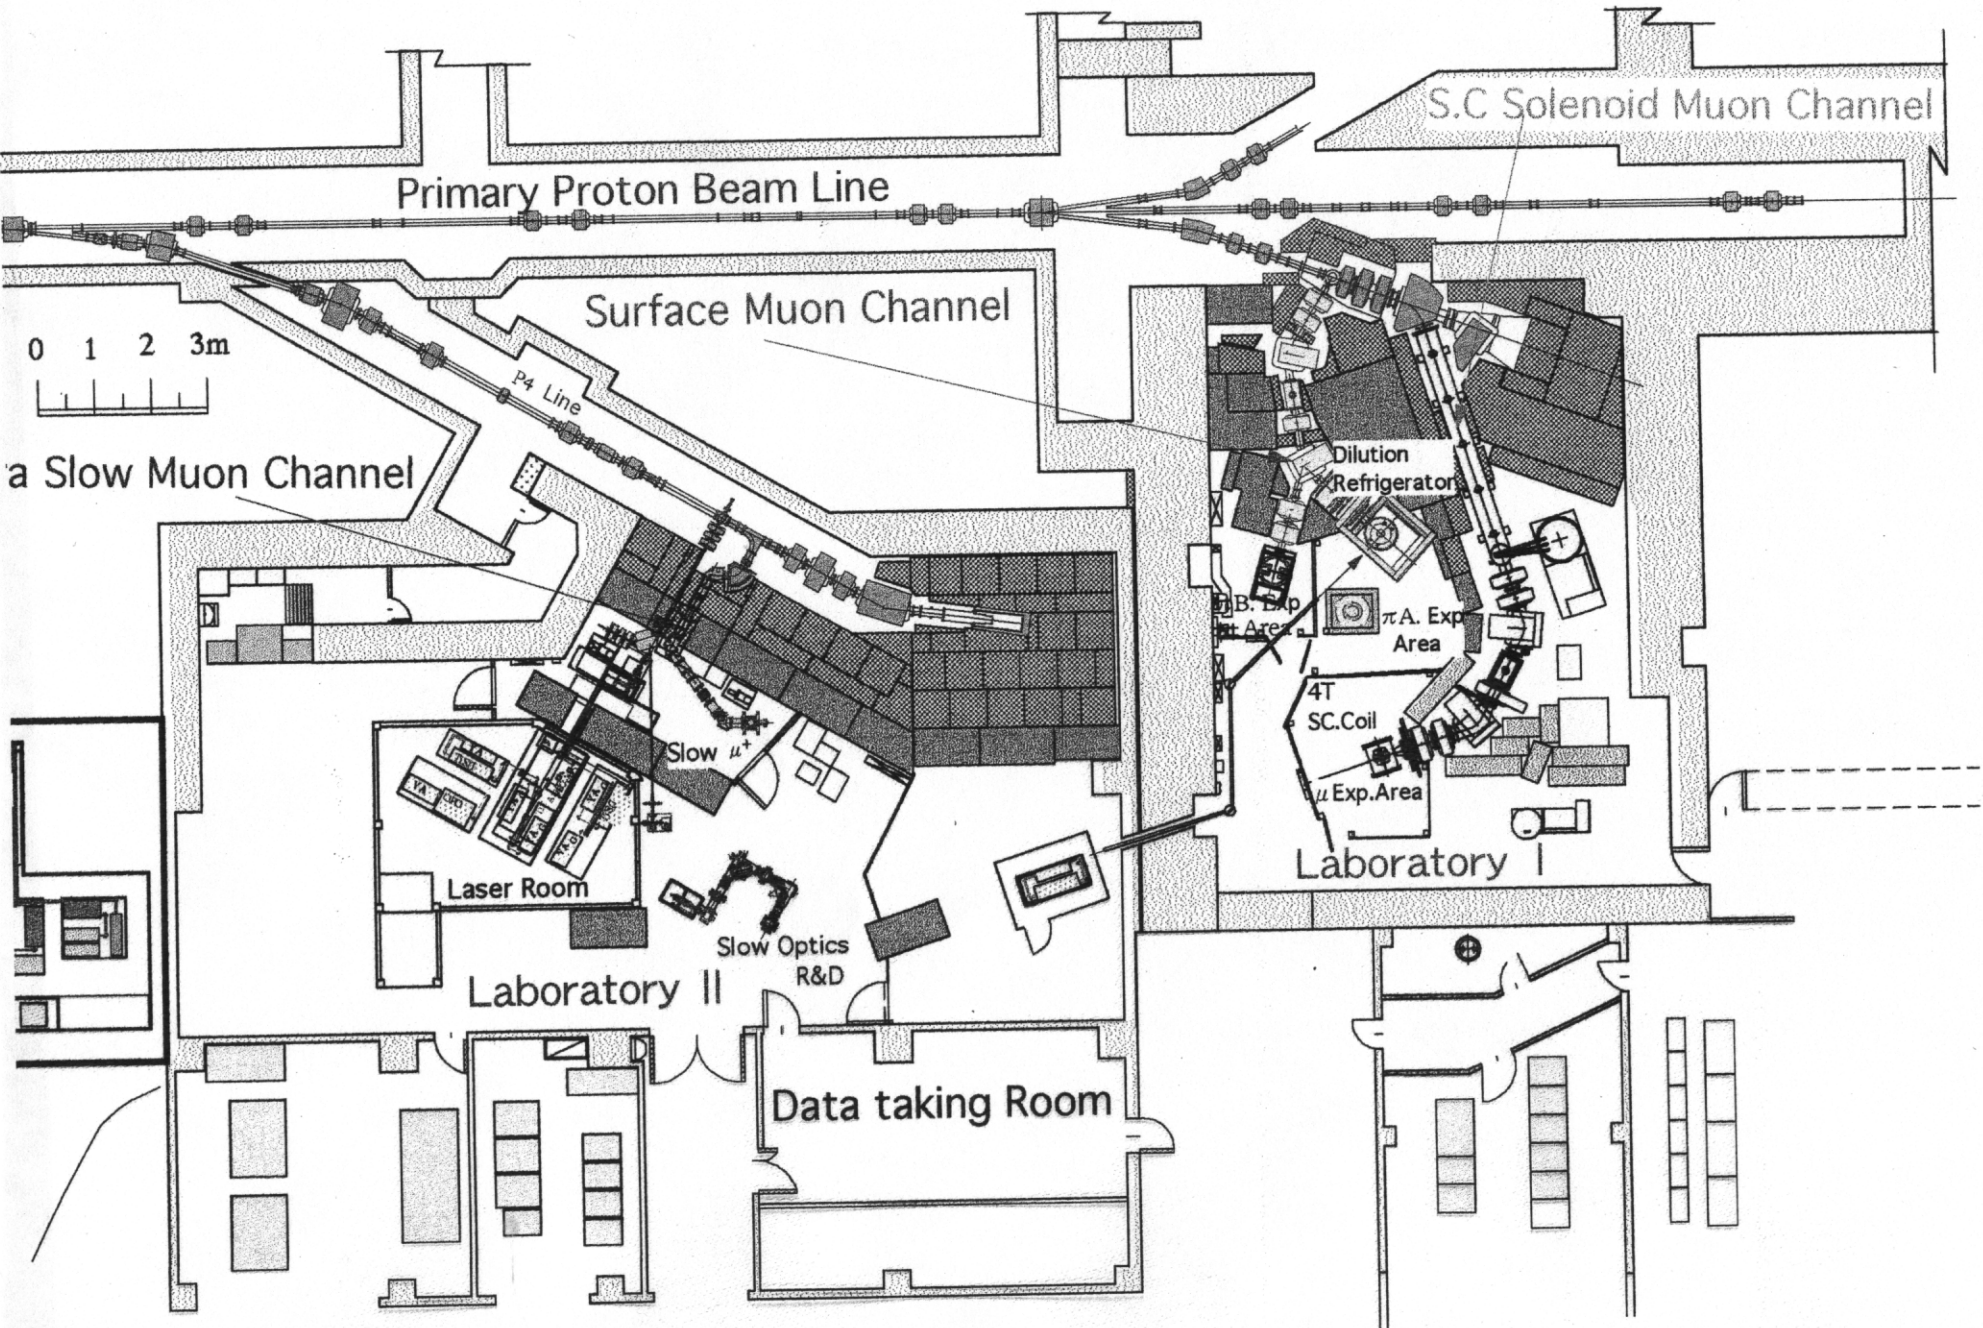 S.C Solenoid Muon Channel
Primary Proton Beam Line
Surface Muon Channel
0 1 2 3m
P4 Line
a Slow Muon Channel
Dilution
Refrigerator
B. Exp
Area
πA. Exp
Area
4T
SC.Coil
Slow μ+
μ Exp.Area
Laboratory I
Laser Room
Slow Optics
R&D
Laboratory II
Data taking Room